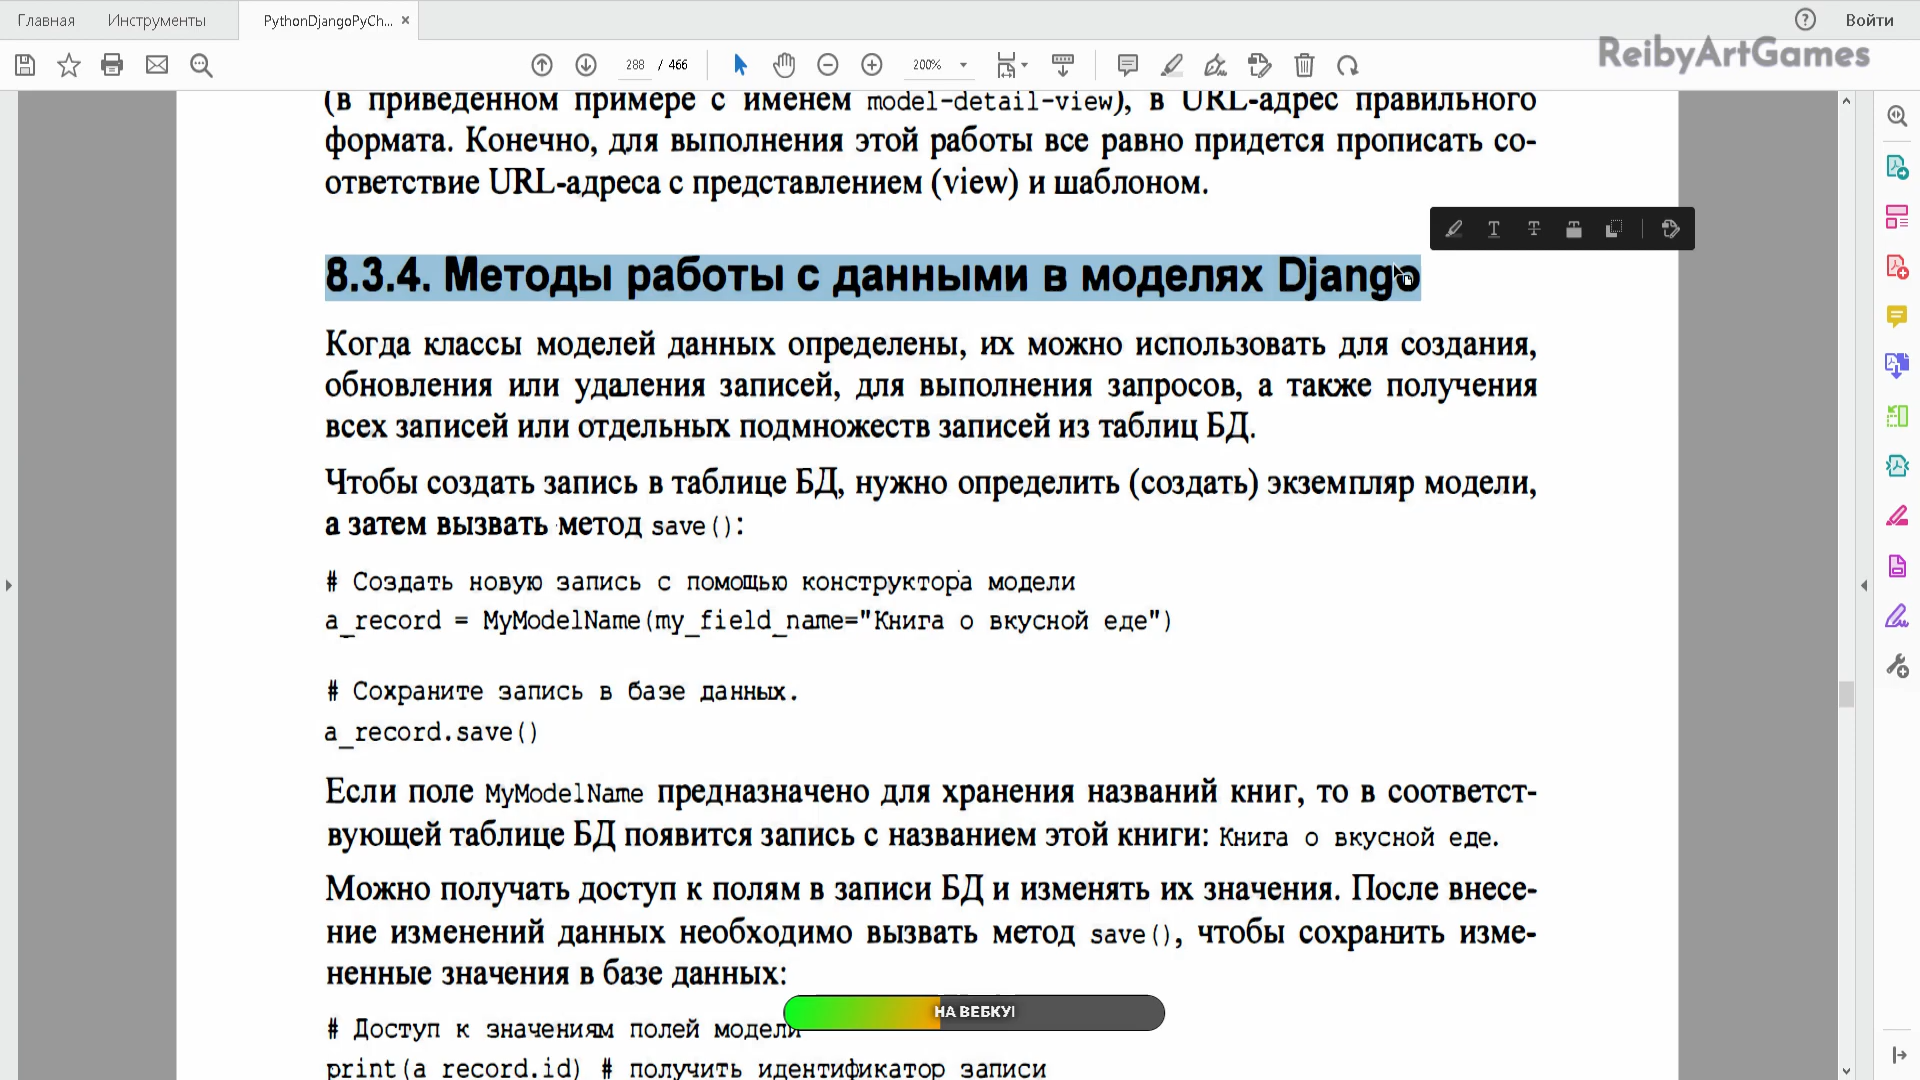 Главная Инструменты PythonDjangoPyCh... × Войти
ReibyArtGames
288 / 466 200%
(в приведенном примере с именем model-detail-view), в URL-адрес правильного
формата. Конечно, для выполнения этой работы все равно придется прописать со-
ответствие URL-адреса с представлением (view) и шаблоном.
8.3.4. Методы работы с данными в моделях Django
Когда классы моделей данных определены, их можно использовать для создания,
обновления или удаления записей, для выполнения запросов, а также получения
всех записей или отдельных подмножеств записей из таблиц БД.
Чтобы создать запись в таблице БД, нужно определить (создать) экземпляр модели,
а затем вызвать метод save():
# Создать новую запись с помощью конструктора модели
a_record = MyModelName(my_field_name="Книга о вкусной еде")
# Сохраните запись в базе данных.
a_record.save()
Если поле MyModelName предназначено для хранения названий книг, то в соответст-
вующей таблице БД появится запись с названием этой книги: Книга о вкусной еде.
Можно получать доступ к полям в записи БД и изменять их значения. После внесе-
ние изменений данных необходимо вызвать метод save(), чтобы сохранить изме-
ненные значения в базе данных:
НА ВЕБКУ!
# Доступ к значениям полей модели
print(a_record.id) # получить идентификатор записи